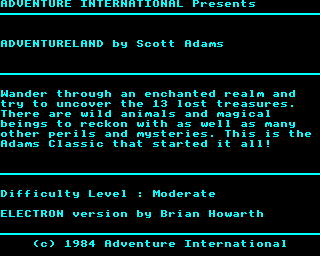 ADVENTURE INTERNATIONAL Presents
ADVENTURELAND by Scott Adams
Wander through an enchanted realm and
try to uncover the 13 lost treasures.
There are wild animals and magical
beings to reckon with as well as many
other perils and mysteries. This is the
Adams Classic that started it all!
Difficulty Level : Moderate
ELECTRON version by Brian Howarth
(c) 1984 Adventure International